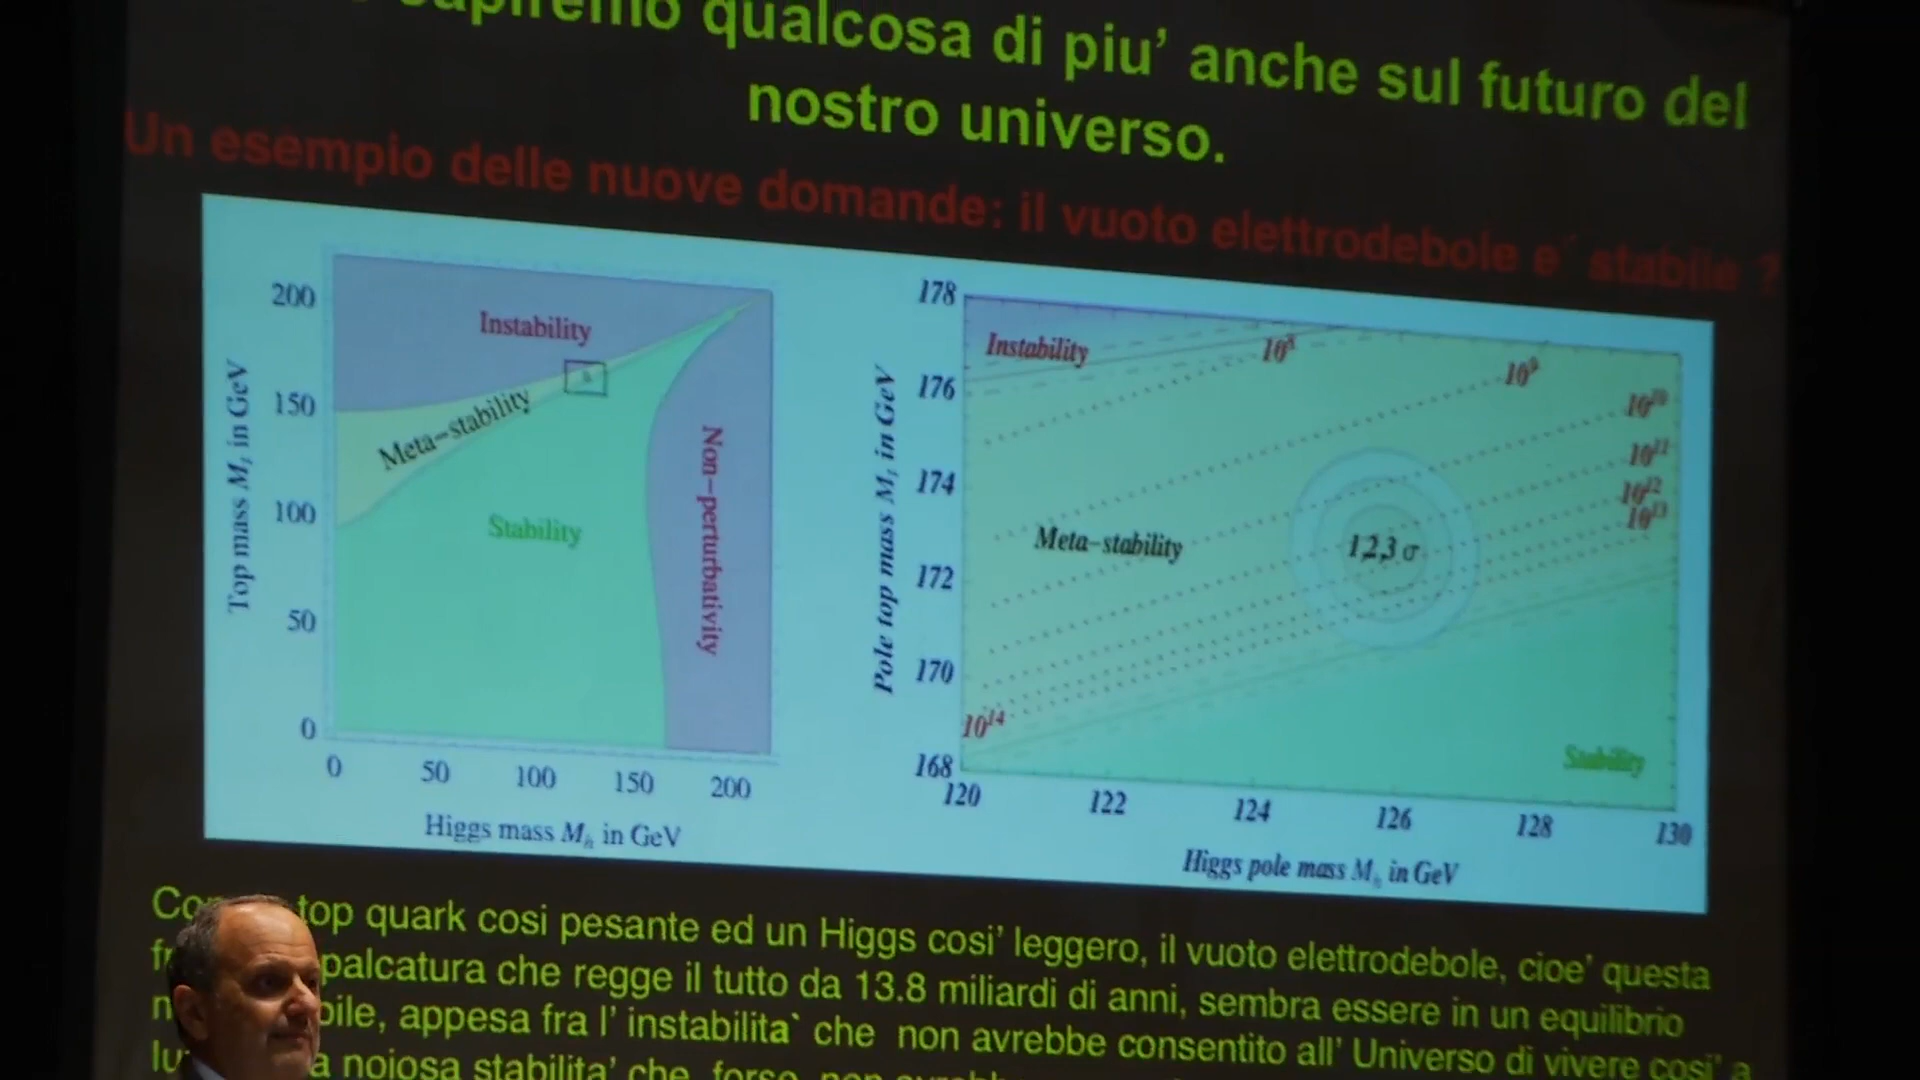 qualcosa di piu' anche sul futuro del
nostro universo.
Un esempio delle nuove domande: il vuoto elettrodebole e' stabile ?
200
150
100
50
0
Top mass Mt in GeV
Instability
Meta-stability
Stability
Non-perturbativity
0 50 100 150 200
Higgs mass Mh in GeV
178
176
174
172
170
168
Pole top mass Mt in GeV
Instability
10^8
10^9
10^10
10^11
10^12
10^13
Meta-stability
1,2,3 σ
10^14
Stability
120 122 124 126 128 130
Higgs pole mass Mh in GeV
top quark cosi pesante ed un Higgs cosi' leggero, il vuoto elettrodebole, cioe' questa
palcatura che regge il tutto da 13.8 miliardi di anni, sembra essere in un equilibrio
bile, appesa fra l' instabilita` che non avrebbe consentito all' Universo di vivere cosi' a
a noiosa stabilita' che, forse, non